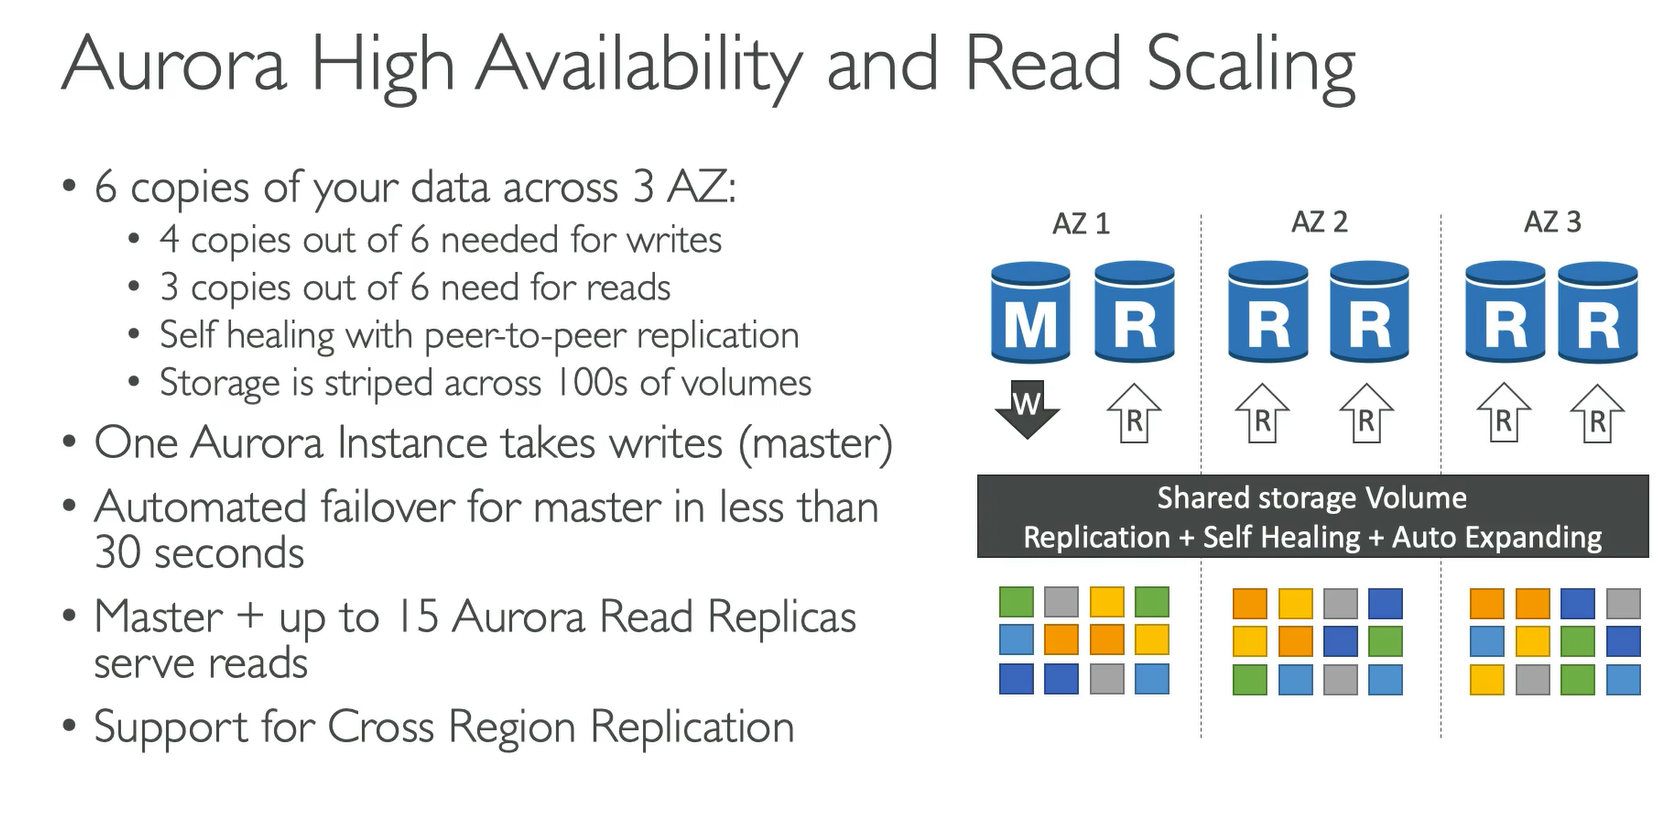 Aurora High Availability and Read Scaling
• 6 copies of your data across 3 AZ:
• 4 copies out of 6 needed for writes
• 3 copies out of 6 need for reads
• Self healing with peer-to-peer replication
• Storage is striped across 100s of volumes
• One Aurora Instance takes writes (master)
• Automated failover for master in less than
30 seconds
• Master + up to 15 Aurora Read Replicas
serve reads
• Support for Cross Region Replication
AZ 1 AZ 2 AZ 3
M R R R R R
W R R R R R
Shared storage Volume
Replication + Self Healing + Auto Expanding